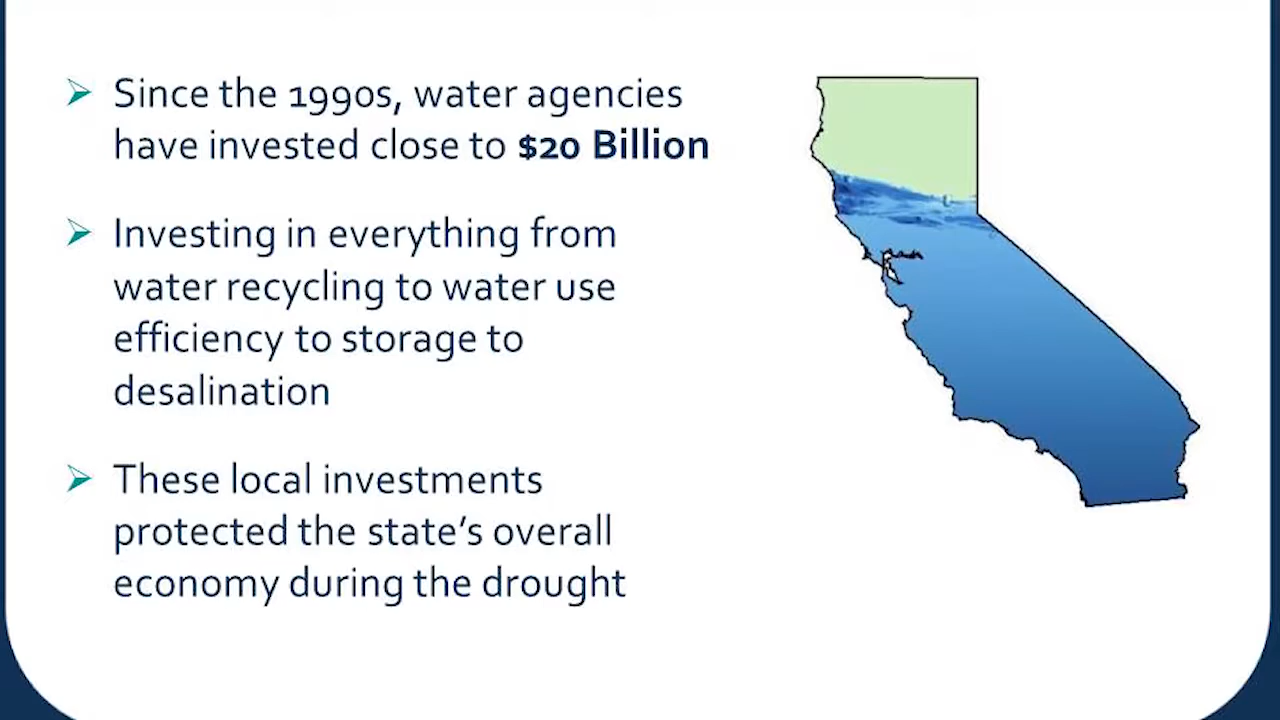 Since the 1990s, water agencies
have invested close to $20 Billion
Investing in everything from
water recycling to water use
efficiency to storage to
desalination
These local investments
protected the state’s overall
economy during the drought